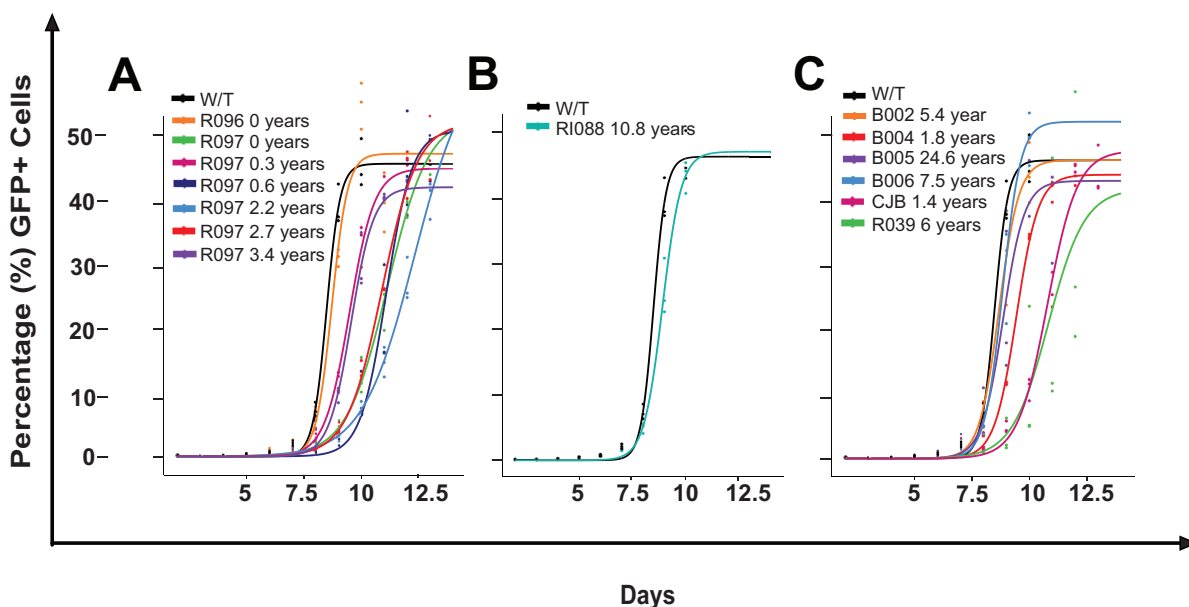 Percentage (%) GFP+ Cells
50
40
30
20
10
0
A
W/T
R096 0 years
R097 0 years
R097 0.3 years
R097 0.6 years
R097 2.2 years
R097 2.7 years
R097 3.4 years
5
7.5
10
12.5
B
W/T
RI088 10.8 years
5
7.5
10
12.5
C
W/T
B002 5.4 year
B004 1.8 years
B005 24.6 years
B006 7.5 years
CJB 1.4 years
R039 6 years
5
7.5
10
12.5
Days